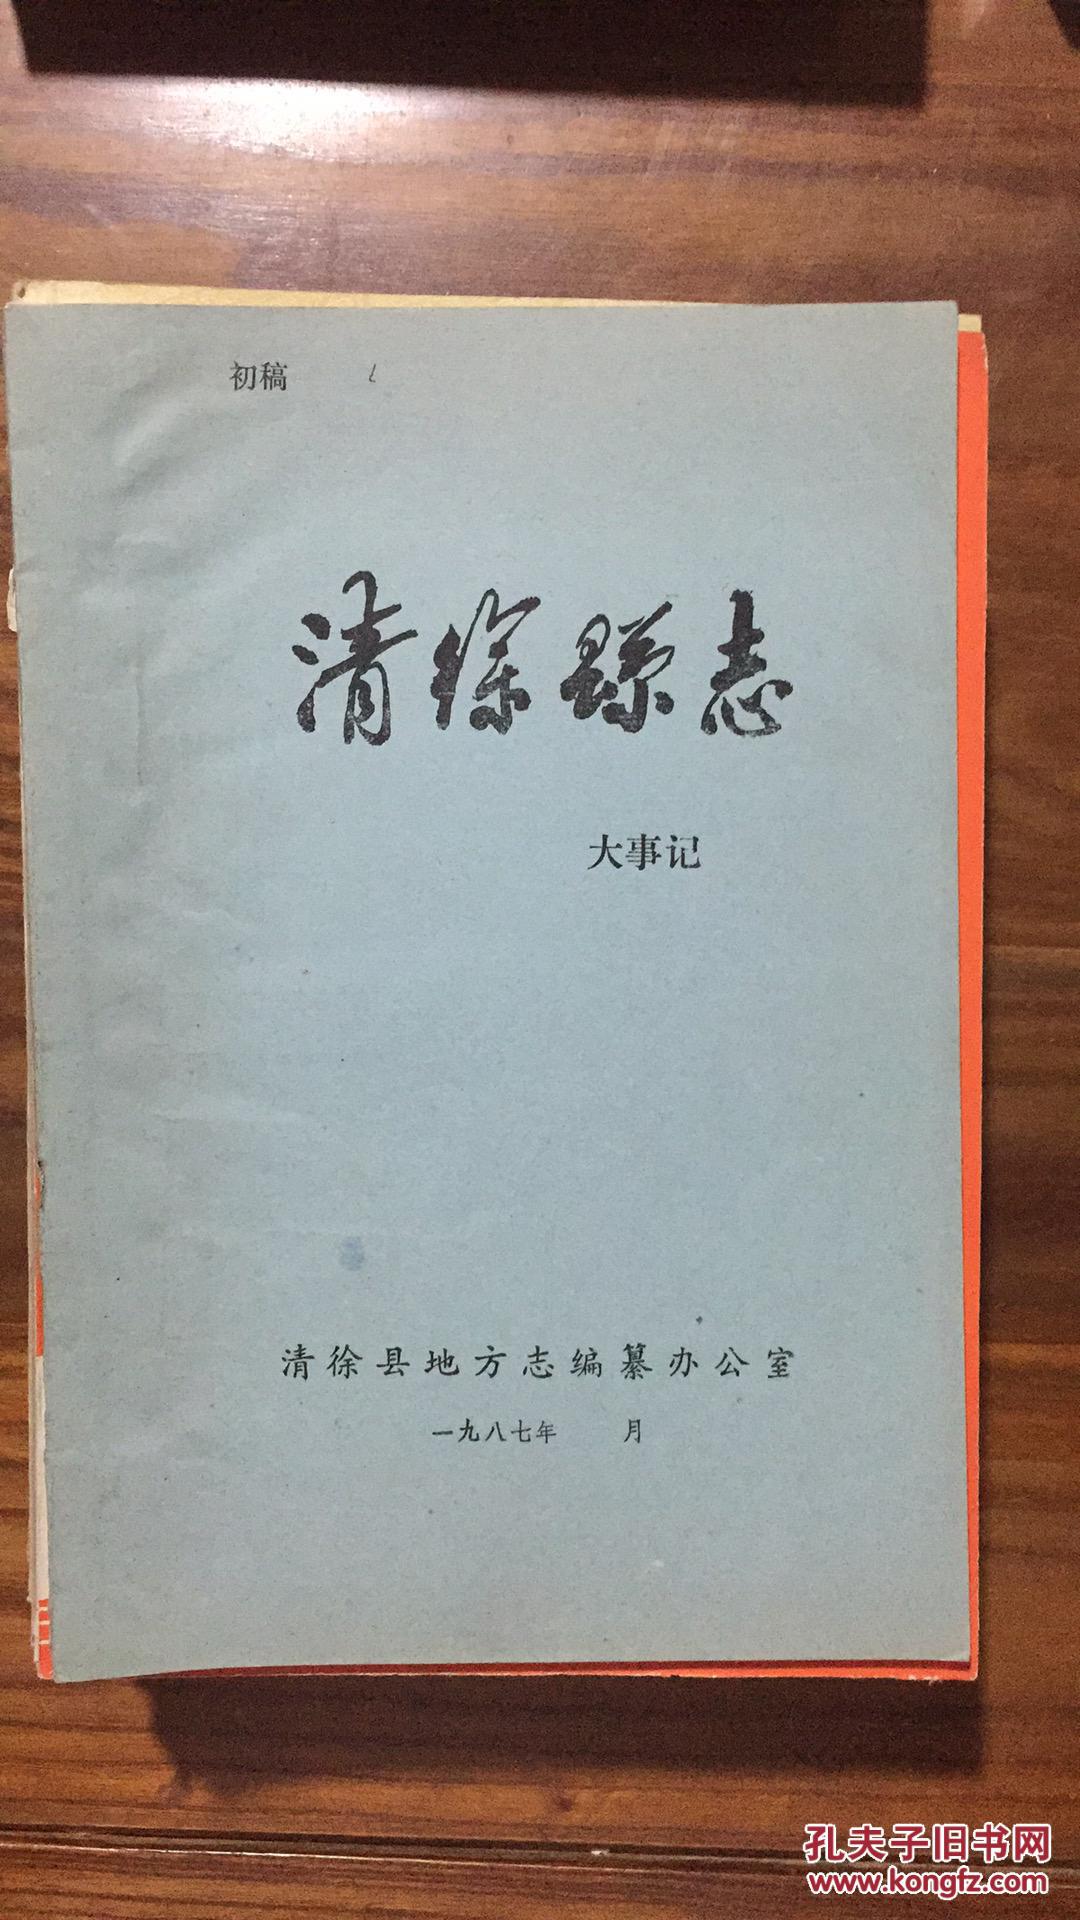 初稿
清徐縣志
大事记
清徐县地方志编纂办公室
一九八七年 月
孔夫子旧书网
www.kongfz.com